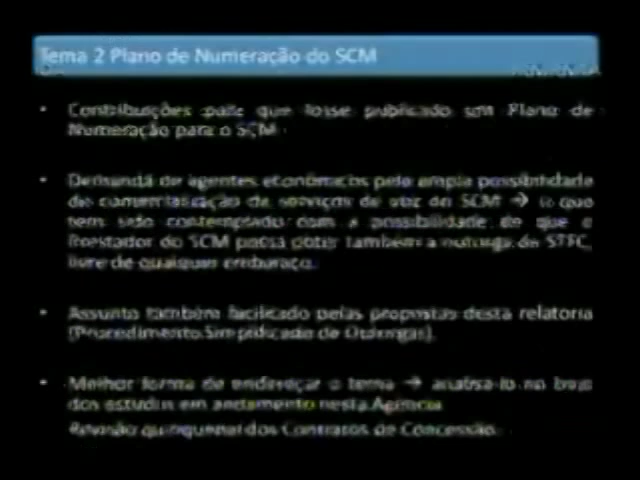 Tema 2 Plano de Numeração do SCM
• Contribuições para que fosse publicado um Plano de
Numeração para o SCM
• Demanda de agentes econômicos pela ampla possibilidade
de comercialização de serviços de voz do SCM → o que
tem sido contemplado com a possibilidade de que o
Prestador do SCM possa obter também a outorga de STFC,
livre de qualquer embaraço.
• Assunto também facilitado pelas propostas desta relatoria
(Procedimento Simplificado de Outorgas).
• Melhor forma de endereçar o tema → analisá-lo no
dos estudos em andamento nesta Agência
Revisão quinquenal dos Contratos de Concessão.